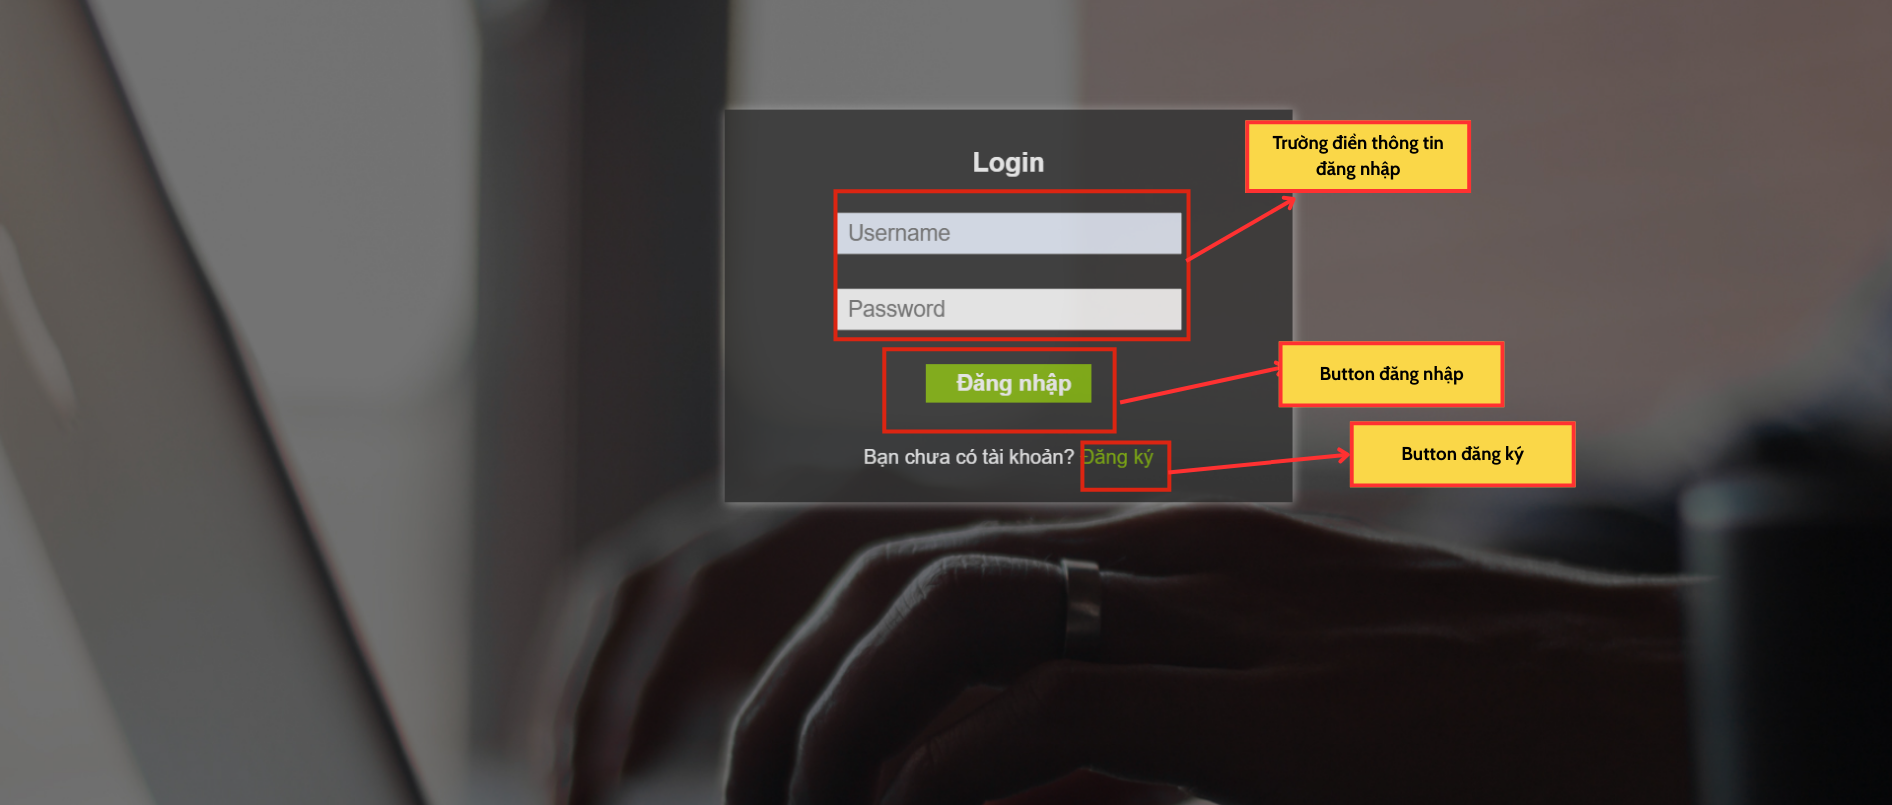 Login
Trường điền thông tin
đăng nhập
Username
Password
Đăng nhập
Button đăng nhập
Bạn chưa có tài khoản? Đăng ký
Button đăng ký